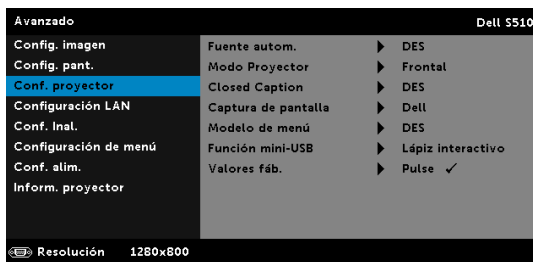 Avanzado Dell S510
Config. imagen
Config. pant.
Conf. proyector
Configuración LAN
Conf. Inal.
Configuración de menú
Conf. alim.
Inform. proyector
Fuente autom. DES
Modo Proyector Frontal
Closed Caption DES
Captura de pantalla Dell
Modelo de menú DES
Función mini-USB Lápiz interactivo
Valores fáb. Pulse ✓
Resolución 1280x800